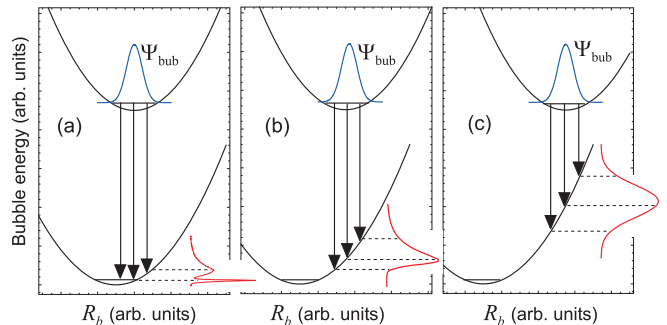 Bubble energy (arb. units)
(a)
Ψbub
(b)
Ψbub
(c)
Ψbub
Rb (arb. units)
Rb (arb. units)
Rb (arb. units)